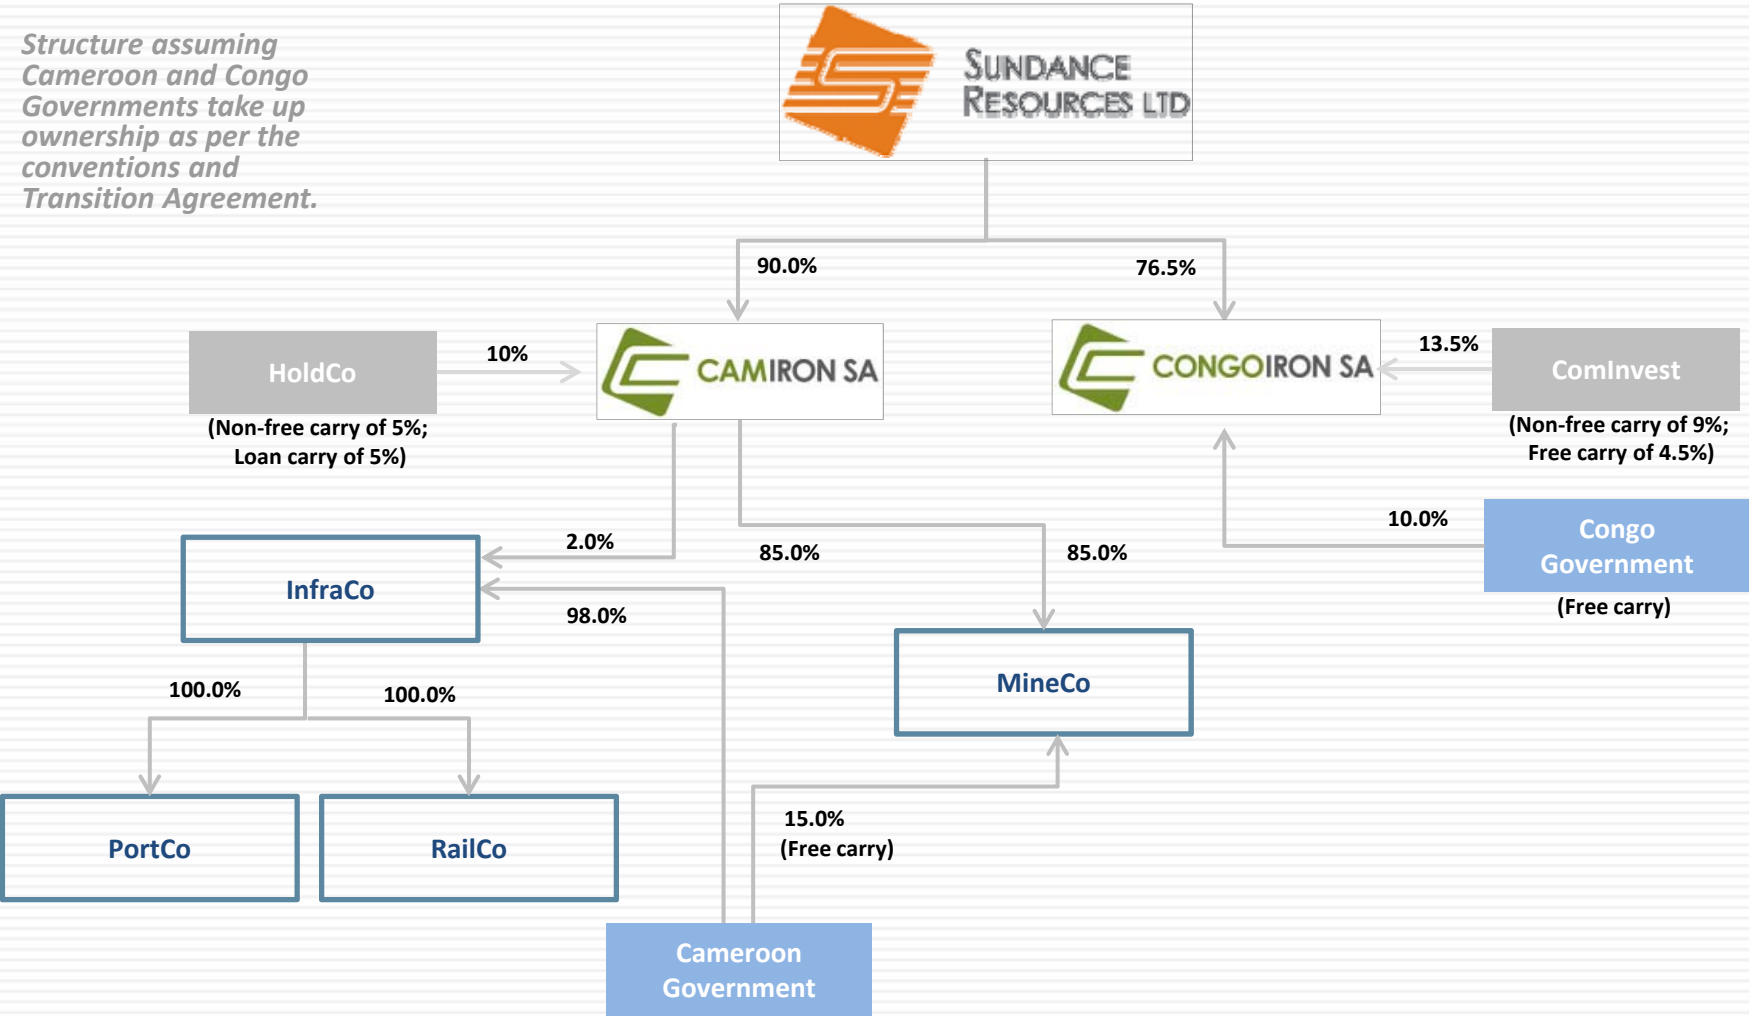 Structure assuming
Cameroon and Congo
Governments take up
ownership as per the
conventions and
Transition Agreement.
SUNDANCE
RESOURCES LTD
90.0%
76.5%
HoldCo
10%
CAMIRON SA
CONGOIRON SA
13.5%
ComInvest
(Non-free carry of 5%;
Loan carry of 5%)
(Non-free carry of 9%;
Free carry of 4.5%)
10.0%
Congo
Government
(Free carry)
2.0%
85.0%
85.0%
InfraCo
98.0%
MineCo
100.0%
100.0%
PortCo
RailCo
15.0%
(Free carry)
Cameroon
Government